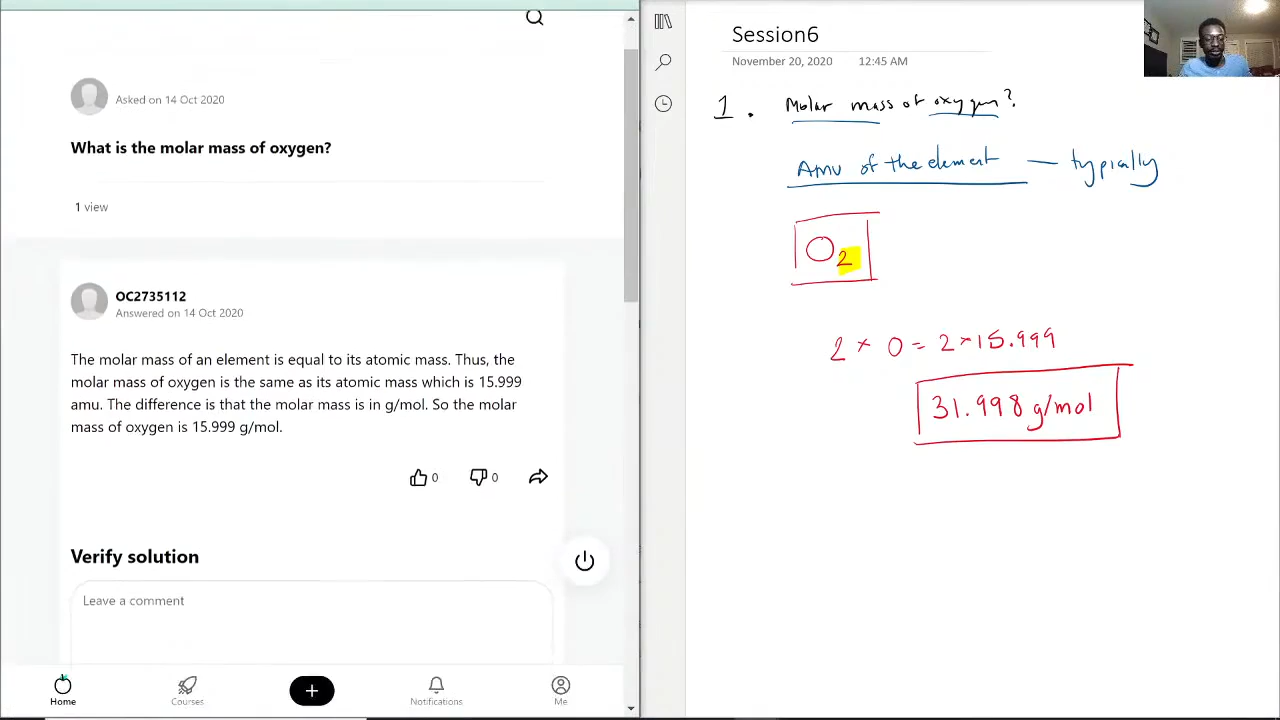 Asked on 14 Oct 2020
What is the molar mass of oxygen?
1 view
OC2735112
Answered on 14 Oct 2020
The molar mass of an element is equal to its atomic mass. Thus, the
molar mass of oxygen is the same as its atomic mass which is 15.999
amu. The difference is that the molar mass is in g/mol. So the molar
mass of oxygen is 15.999 g/mol.
0 0
Verify solution
Leave a comment
Home Courses Notifications Me
Session6
November 20, 2020 12:45 AM
1. Molar mass of oxygen?
Amu of the element — typically
O2
2 × O = 2 × 15.999
31.998 g/mol